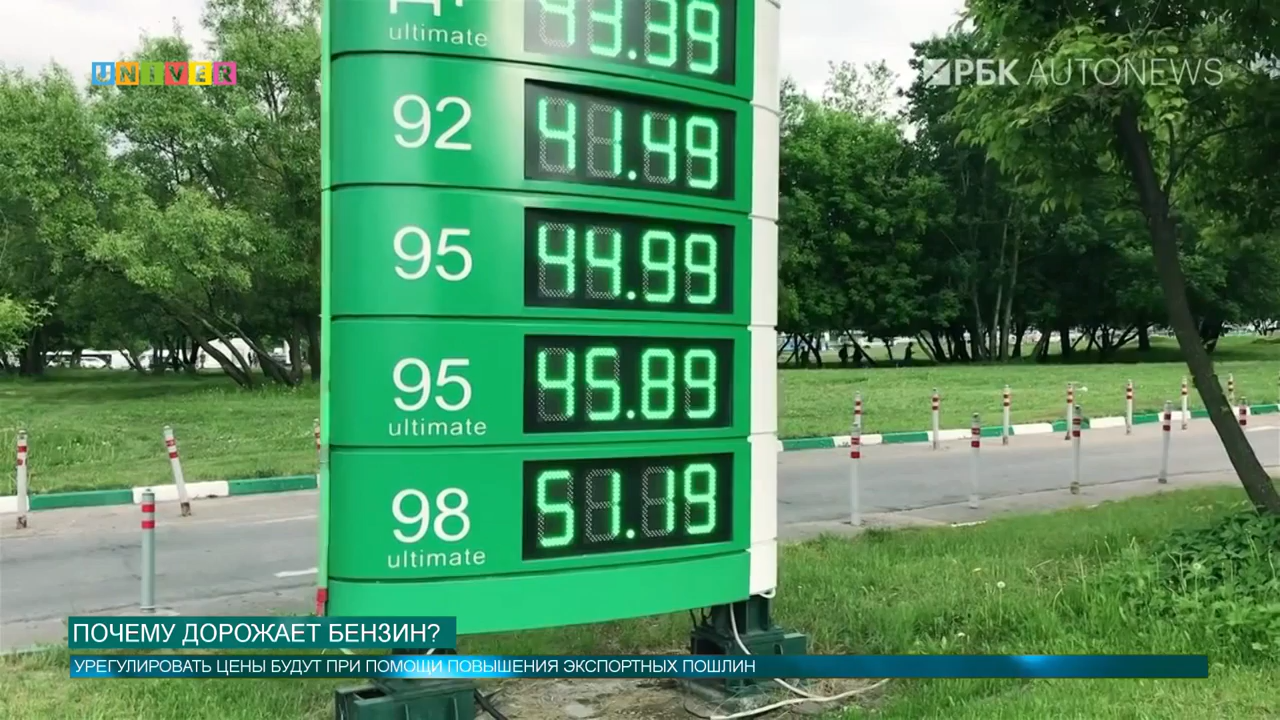 UNIVER
РБК AUTONEWS
ultimate 43.39
92 41.49
95 44.99
95 45.89
ultimate
98 51.19
ultimate
ПОЧЕМУ ДОРОЖАЕТ БЕНЗИН?
УРЕГУЛИРОВАТЬ ЦЕНЫ БУДУТ ПРИ ПОМОЩИ ПОВЫШЕНИЯ ЭКСПОРТНЫХ ПОШЛИН